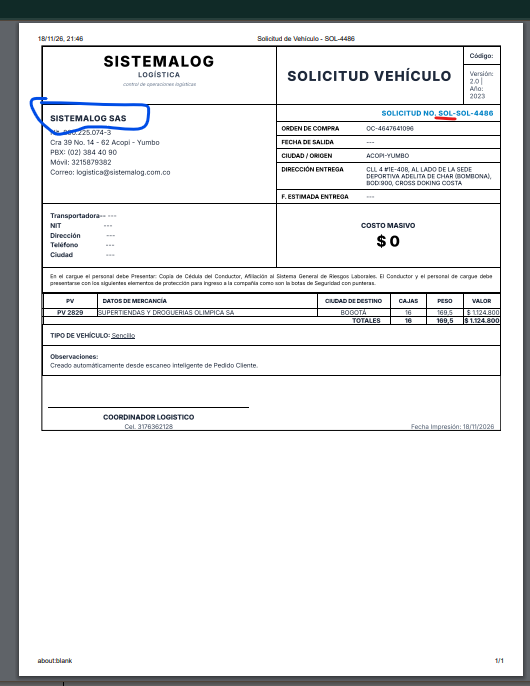 18/11/26, 21:46
Solicitud de Vehículo - SOL-4486
SISTEMALOG
LOGÍSTICA
control de operaciones logísticas
SOLICITUD VEHÍCULO
Código:
Versión:
2.0 |
Año:
2023
SISTEMALOG SAS
Nit. 805.225.074-3
Cra 39 No. 14 - 62 Acopi - Yumbo
PBX: (02) 384 40 90
Móvil: 3215879382
Correo: logistica@sistemalog.com.co
SOLICITUD NO. SOL-SOL-4486
ORDEN DE COMPRA OC-4647641096
FECHA DE SALIDA ---
CIUDAD / ORIGEN ACOPI-YUMBO
DIRECCIÓN ENTREGA CLL 4 #1E-408, AL LADO DE LA SEDE
DEPORTIVA ADELITA DE CHAR (BOMBONA),
BOD:900, CROSS DOKING COSTA
F. ESTIMADA ENTREGA ---
Transportadora-- ---
NIT ---
Dirección ---
Teléfono ---
Ciudad ---
COSTO MASIVO
$ 0
En el cargue el personal debe Presentar: Copia de Cédula del Conductor, Afiliación al Sistema General de Riesgos Laborales. El Conductor y el personal de cargue debe
presentarse con los siguientes elementos de protección para ingreso a la compañía como son las botas de Seguridad con punteras.
PV DATOS DE MERCANCÍA CIUDAD DE DESTINO CAJAS PESO VALOR
PV 2829 SUPERTIENDAS Y DROGUERIAS OLIMPICA SA BOGOTÁ 16 169,5 $ 1.124.800
TOTALES 16 169,5 $ 1.124.800
TIPO DE VEHÍCULO: Sencillo
Observaciones:
Creado automáticamente desde escaneo inteligente de Pedido Cliente.
COORDINADOR LOGISTICO
Cel. 3176362128
Fecha Impresión: 18/11/2026
about:blank
1/1